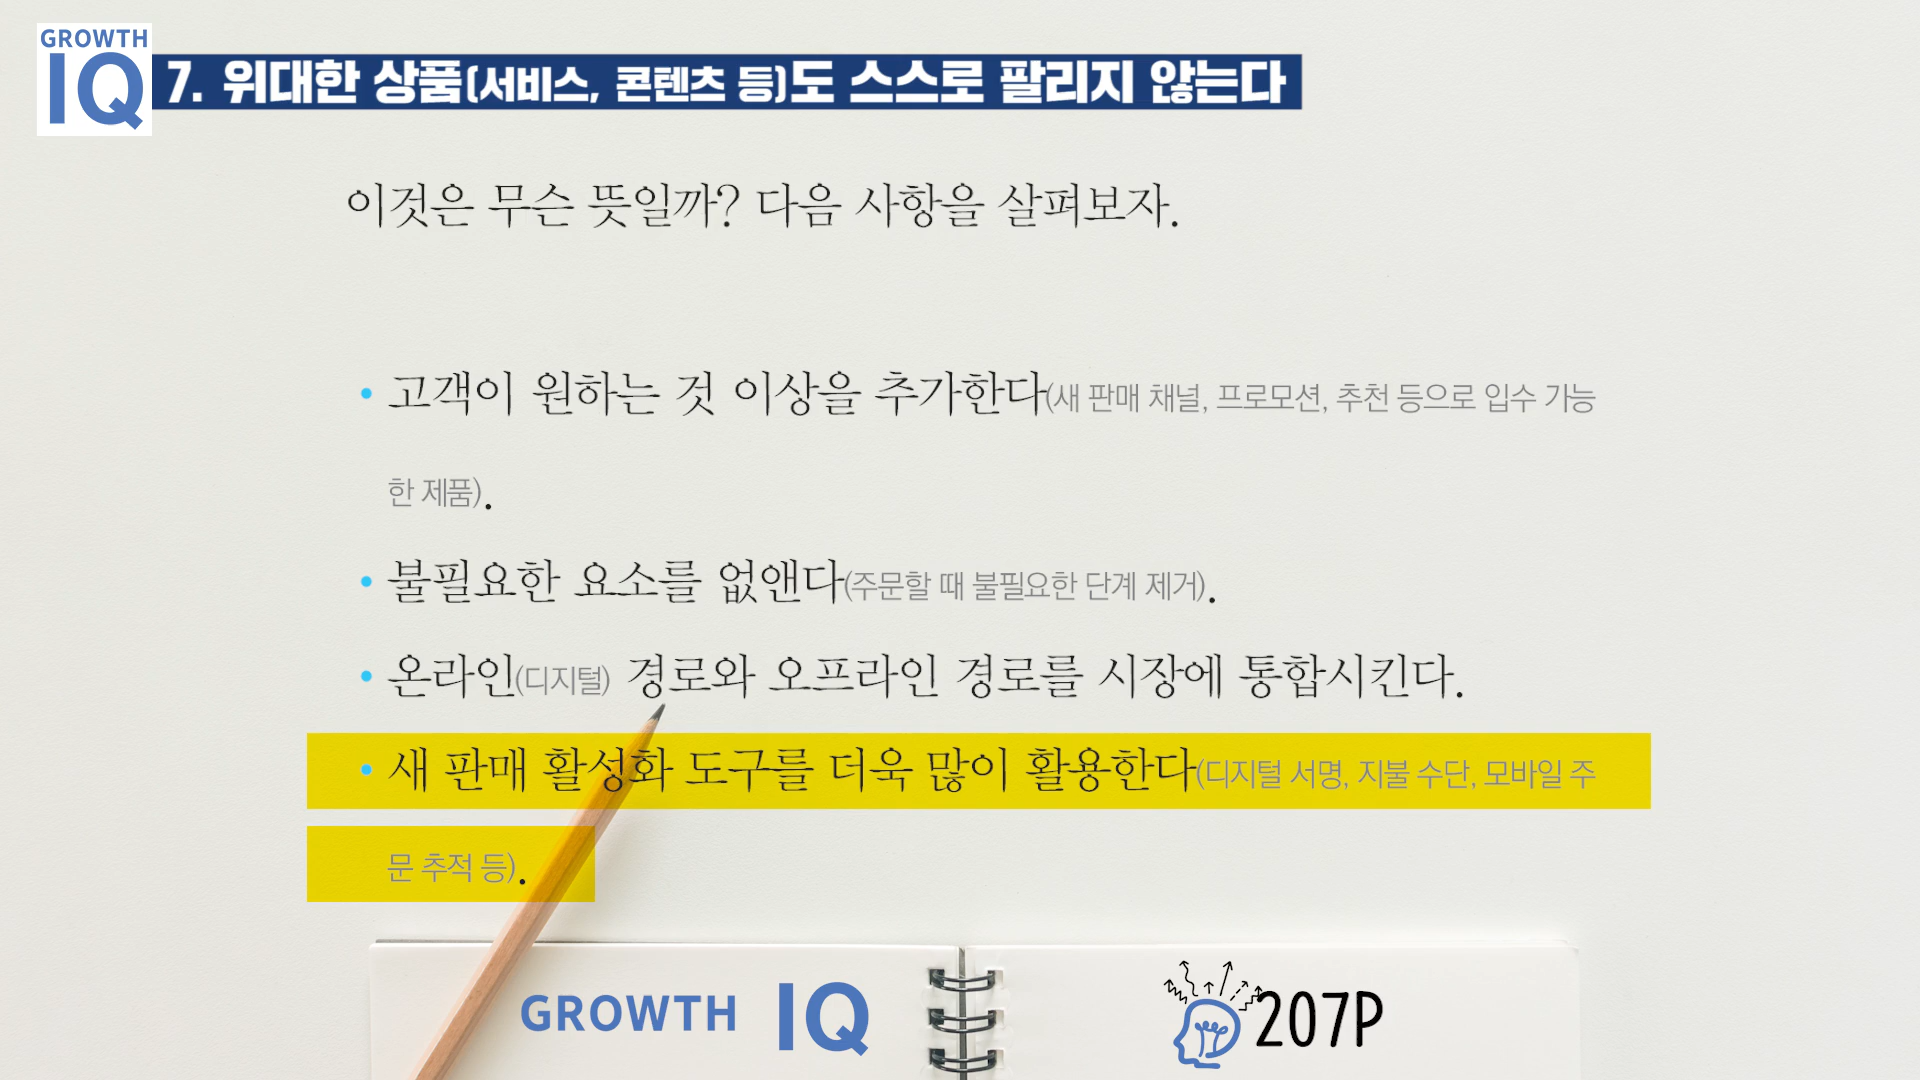 GROWTH
IQ
7. 위대한 상품(서비스, 콘텐츠 등)도 스스로 팔리지 않는다
이것은 무슨 뜻일까? 다음 사항을 살펴보자.
• 고객이 원하는 것 이상을 추가한다(새 판매 채널, 프로모션, 추천 등으로 입수 가능
한 제품).
• 불필요한 요소를 없앤다(주문할 때 불필요한 단계 제거).
• 온라인(디지털) 경로와 오프라인 경로를 시장에 통합시킨다.
• 새 판매 활성화 도구를 더욱 많이 활용한다(디지털 서명, 지불 수단, 모바일 주
문 추적 등).
GROWTH IQ
207P